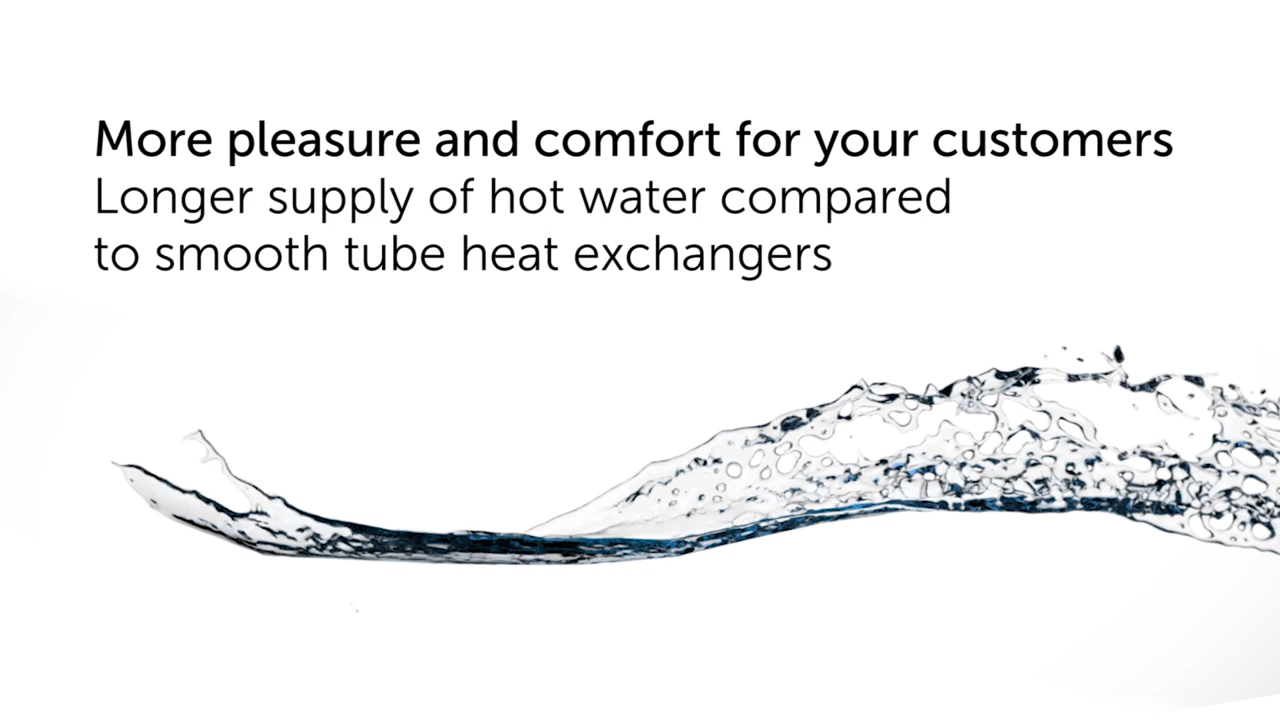 More pleasure and comfort for your customers
Longer supply of hot water compared
to smooth tube heat exchangers